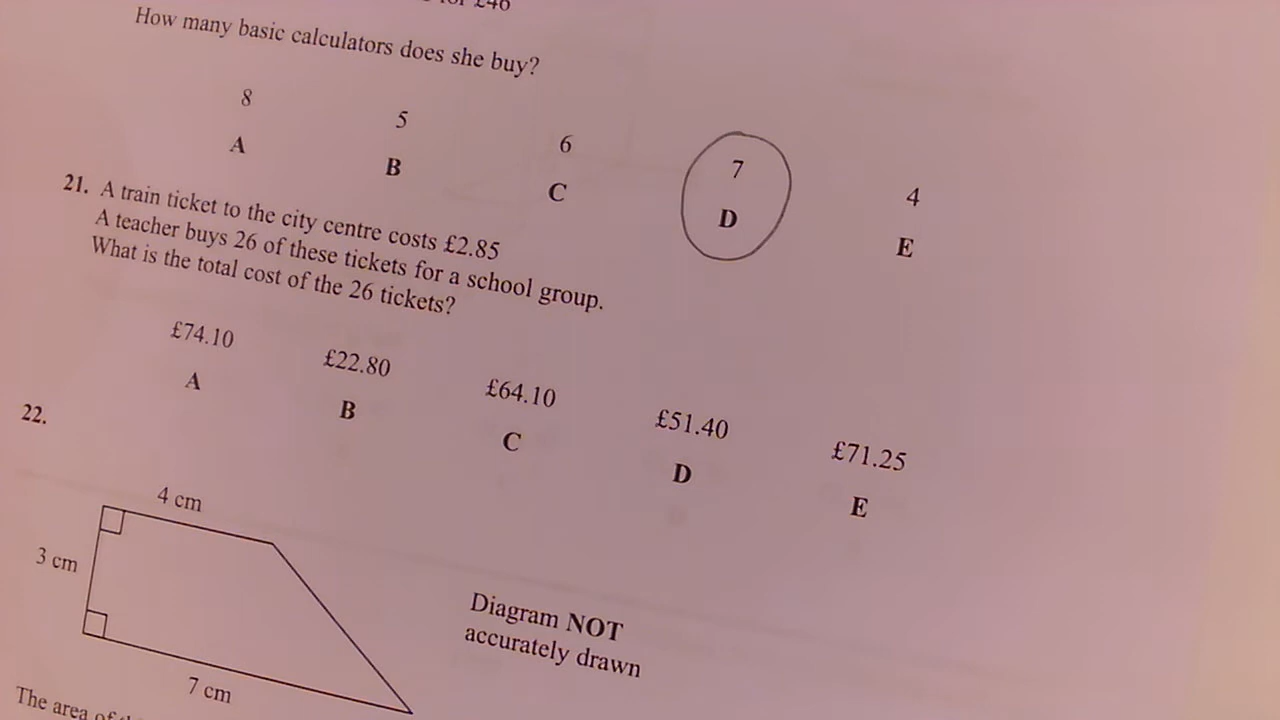 for £46
How many basic calculators does she buy?
8 5 6 7 4
A B C D E
21. A train ticket to the city centre costs £2.85
A teacher buys 26 of these tickets for a school group.
What is the total cost of the 26 tickets?
£74.10 £22.80 £64.10 £51.40 £71.25
A B C D E
22.
4 cm
3 cm
7 cm
Diagram NOT
accurately drawn
The area of